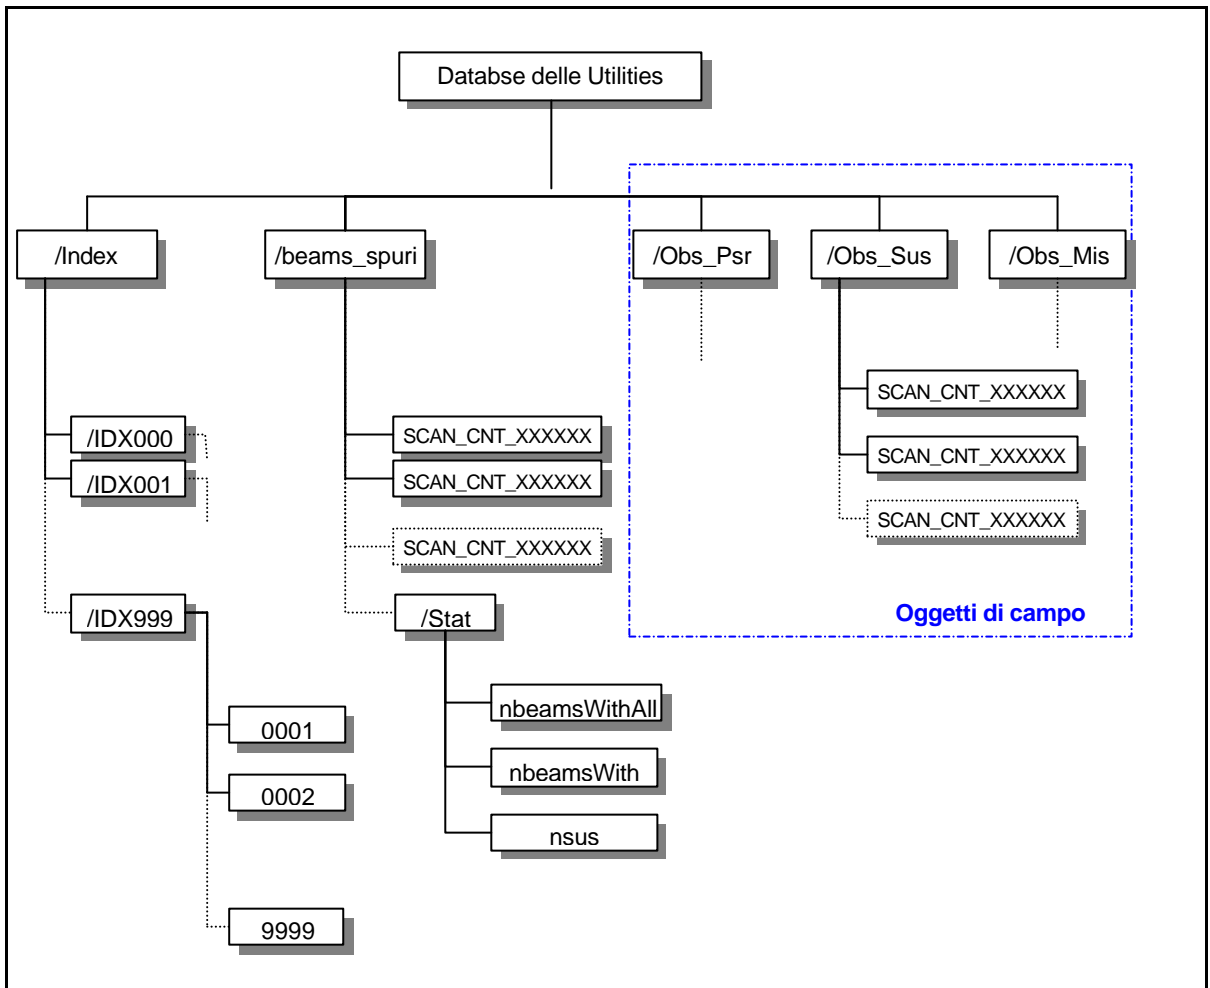 Databse delle Utilities
/Index
/beams_spuri
/Obs_Psr
/Obs_Sus
/Obs_Mis
SCAN_CNT_XXXXXX
/IDX000
SCAN_CNT_XXXXXX
SCAN_CNT_XXXXXX
/IDX001
SCAN_CNT_XXXXXX
SCAN_CNT_XXXXXX
SCAN_CNT_XXXXXX
/IDX999
/Stat
Oggetti di campo
nbeamsWithAll
0001
nbeamsWith
0002
nsus
9999